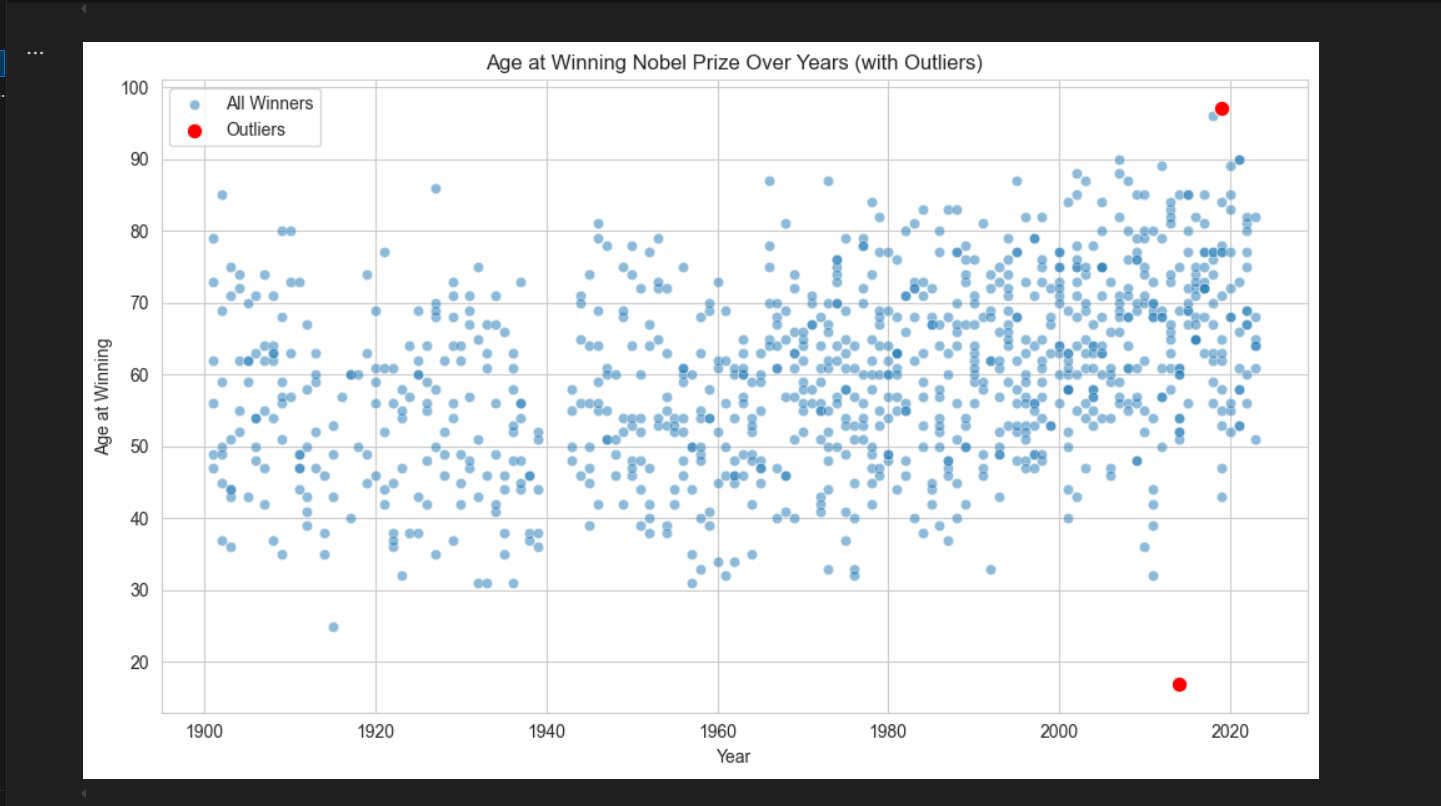 ...
Age at Winning Nobel Prize Over Years (with Outliers)
All Winners
Outliers
100
90
80
70
60
50
40
30
20
Age at Winning
1900 1920 1940 1960 1980 2000 2020
Year